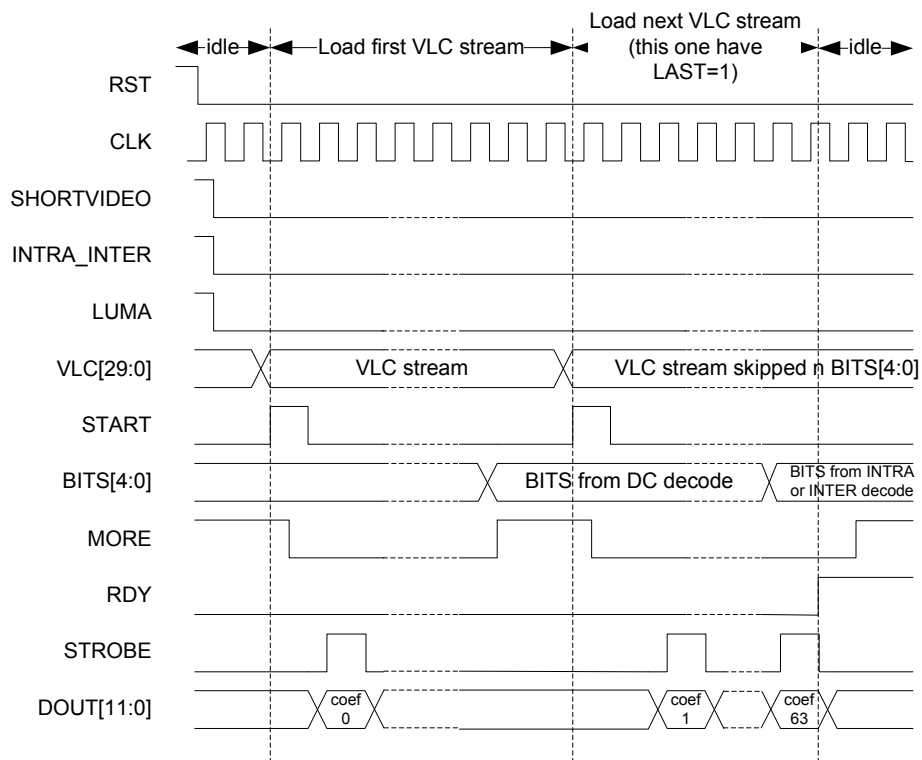 Load next VLC stream
idle Load first VLC stream (this one have idle
LAST=1)
RST
CLK
SHORTVIDEO
INTRA_INTER
LUMA
VLC[29:0] VLC stream VLC stream skipped n BITS[4:0]
START
BITS[4:0] BITS from DC decode BITS from INTRA
or INTER decode
MORE
RDY
STROBE
DOUT[11:0] coef coef coef
0 1 63